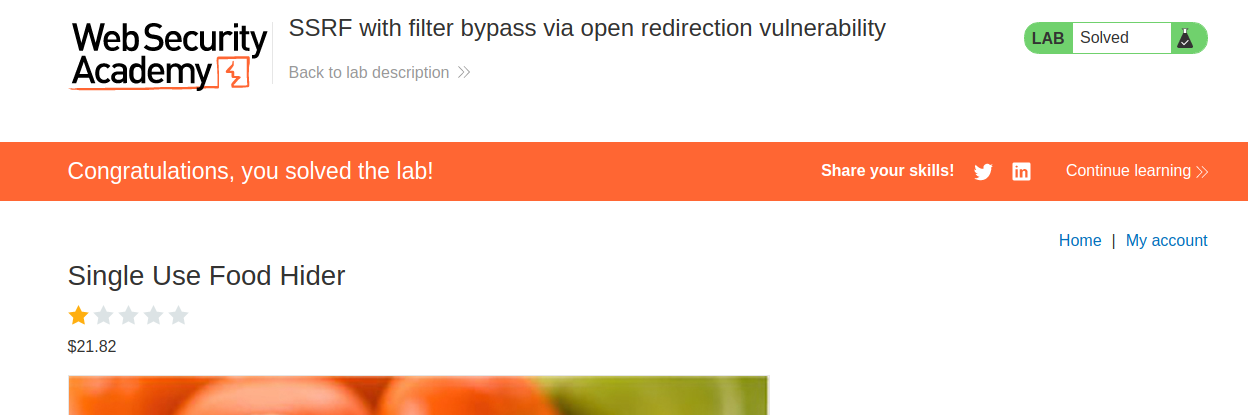 Web Security
Academy
SSRF with filter bypass via open redirection vulnerability
Back to lab description
LAB Solved
Congratulations, you solved the lab!
Share your skills!
Continue learning
Home | My account
Single Use Food Hider
$21.82